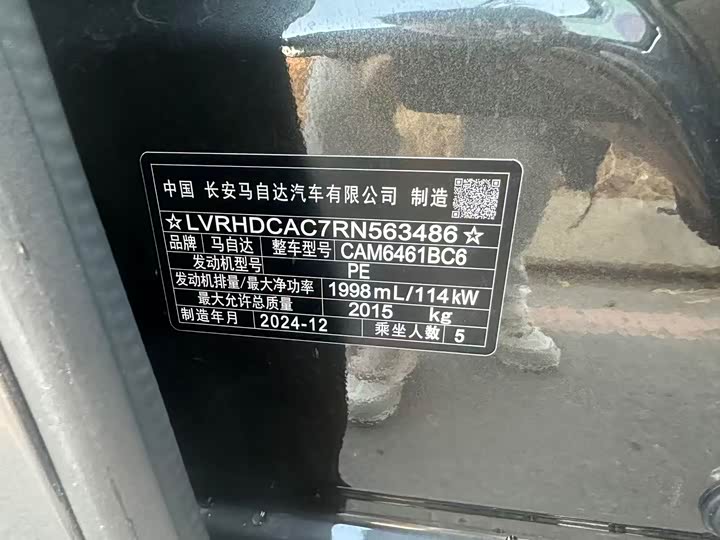 中国 长安马自达汽车有限公司 制造
☆LVRHDCAC7RN563486☆
品牌 马自达 整车型号 CAM6461BC6
发动机型号 PE
发动机排量/最大净功率 1998mL/114kW
最大允许总质量 2015 kg
制造年月 2024-12 乘坐人数 5